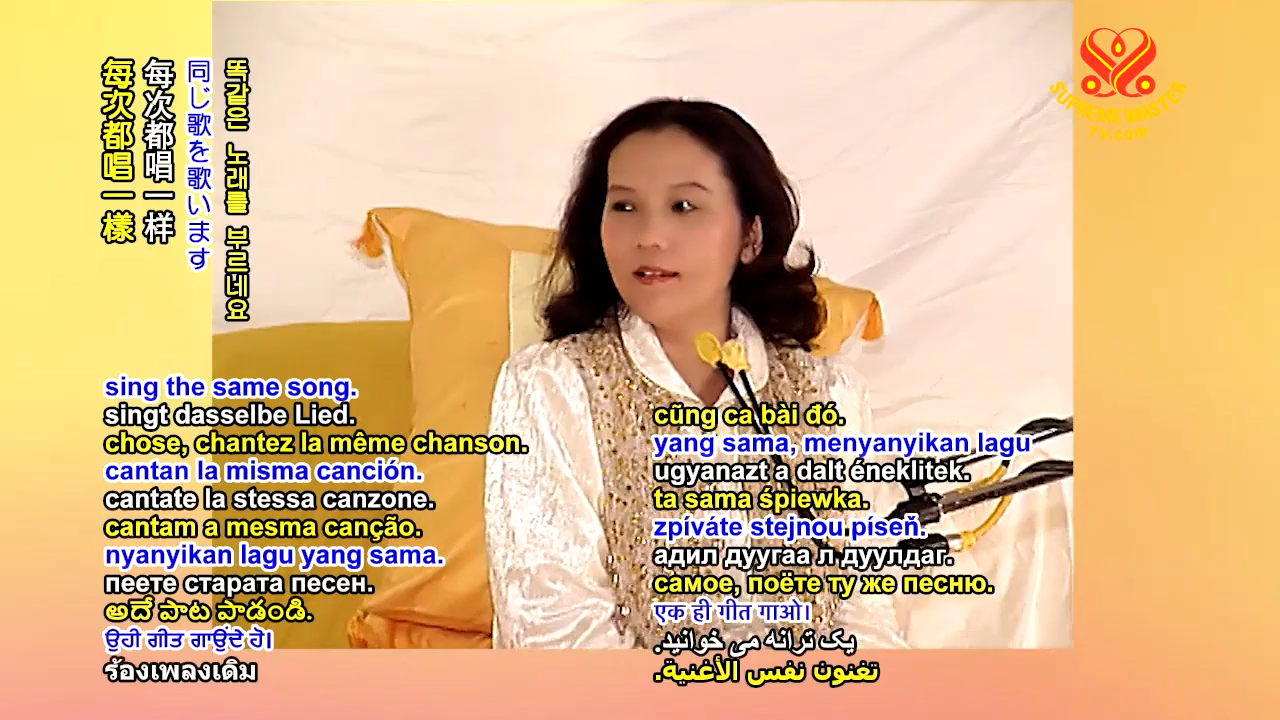 每次都唱一樣
每次都唱一样
同じ歌を歌います
똑같은 노래를 부르네요
SUPREME MASTER
TV.com
sing the same song.
singt dasselbe Lied.
chose, chantez la même chanson.
cantan la misma canción.
cantate la stessa canzone.
cantam a mesma canção.
nyanyikan lagu yang sama.
пеете старата песен.
అదే పాట పాడండి.
ਉਹੀ ਗੀਤ ਗਾਉਂਦੇ ਹੋ।
ร้องเพลงเดิม
cũng ca bài đó.
yang sama, menyanyikan lagu
ugyanazt a dalt éneklitek.
ta sama śpiewka.
zpíváte stejnou píseň.
адил дуугаа л дуулдаг.
самое, поёте ту же песню.
एक ही गीत गाओ।
یک ترانه می خوانید.
تغنون نفس الأغنية.